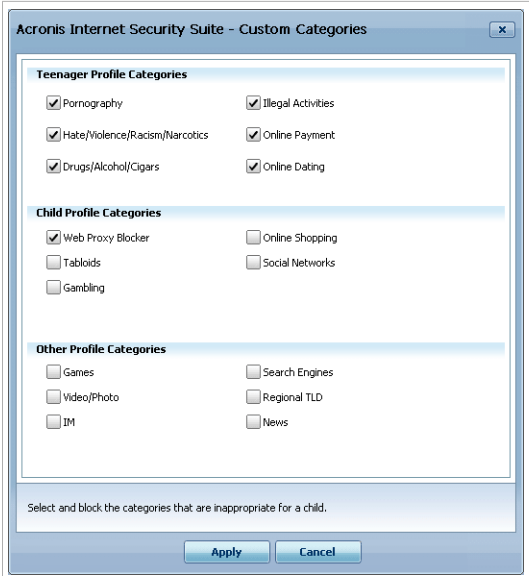 Acronis Internet Security Suite - Custom Categories
Teenager Profile Categories
Pornography Illegal Activities
Hate/Violence/Racism/Narcotics Online Payment
Drugs/Alcohol/Cigars Online Dating
Child Profile Categories
Web Proxy Blocker Online Shopping
Tabloids Social Networks
Gambling
Other Profile Categories
Games Search Engines
Video/Photo Regional TLD
IM News
Select and block the categories that are inappropriate for a child.
Apply Cancel